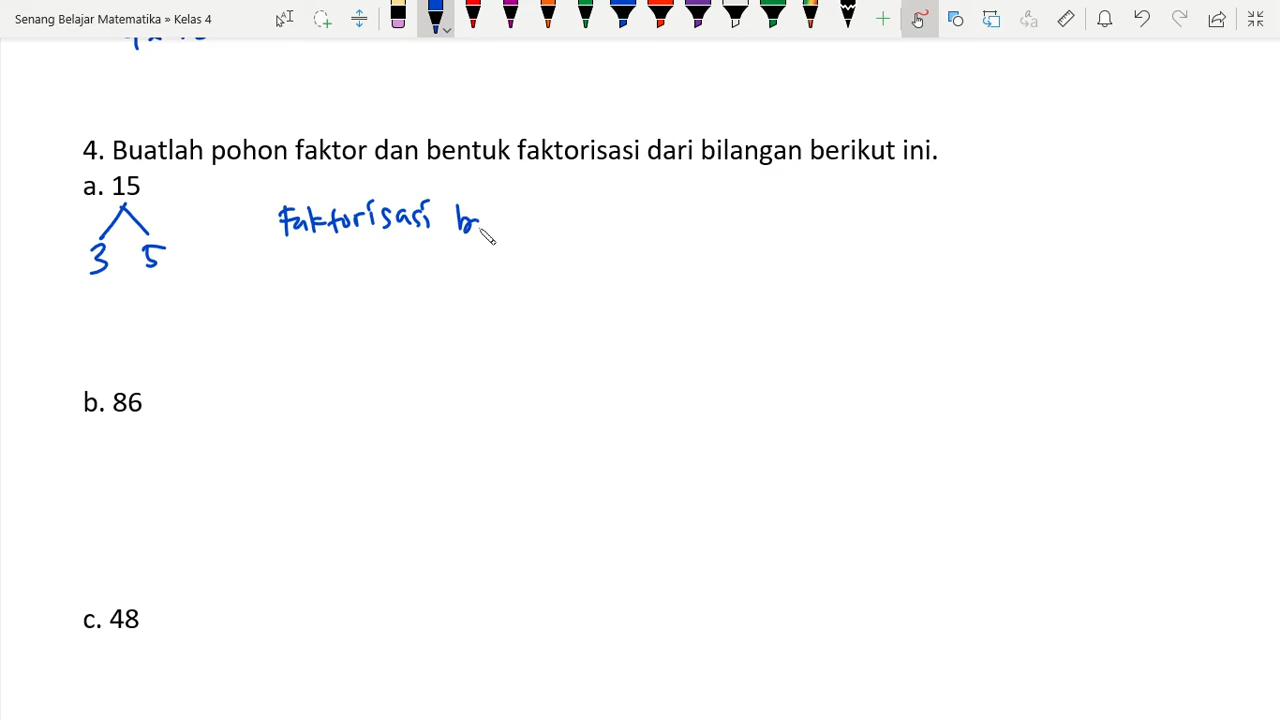 Senang Belajar Matematika » Kelas 4
4. Buatlah pohon faktor dan bentuk faktorisasi dari bilangan berikut ini.
a. 15
Faktorisasi b
3 5
b. 86
c. 48